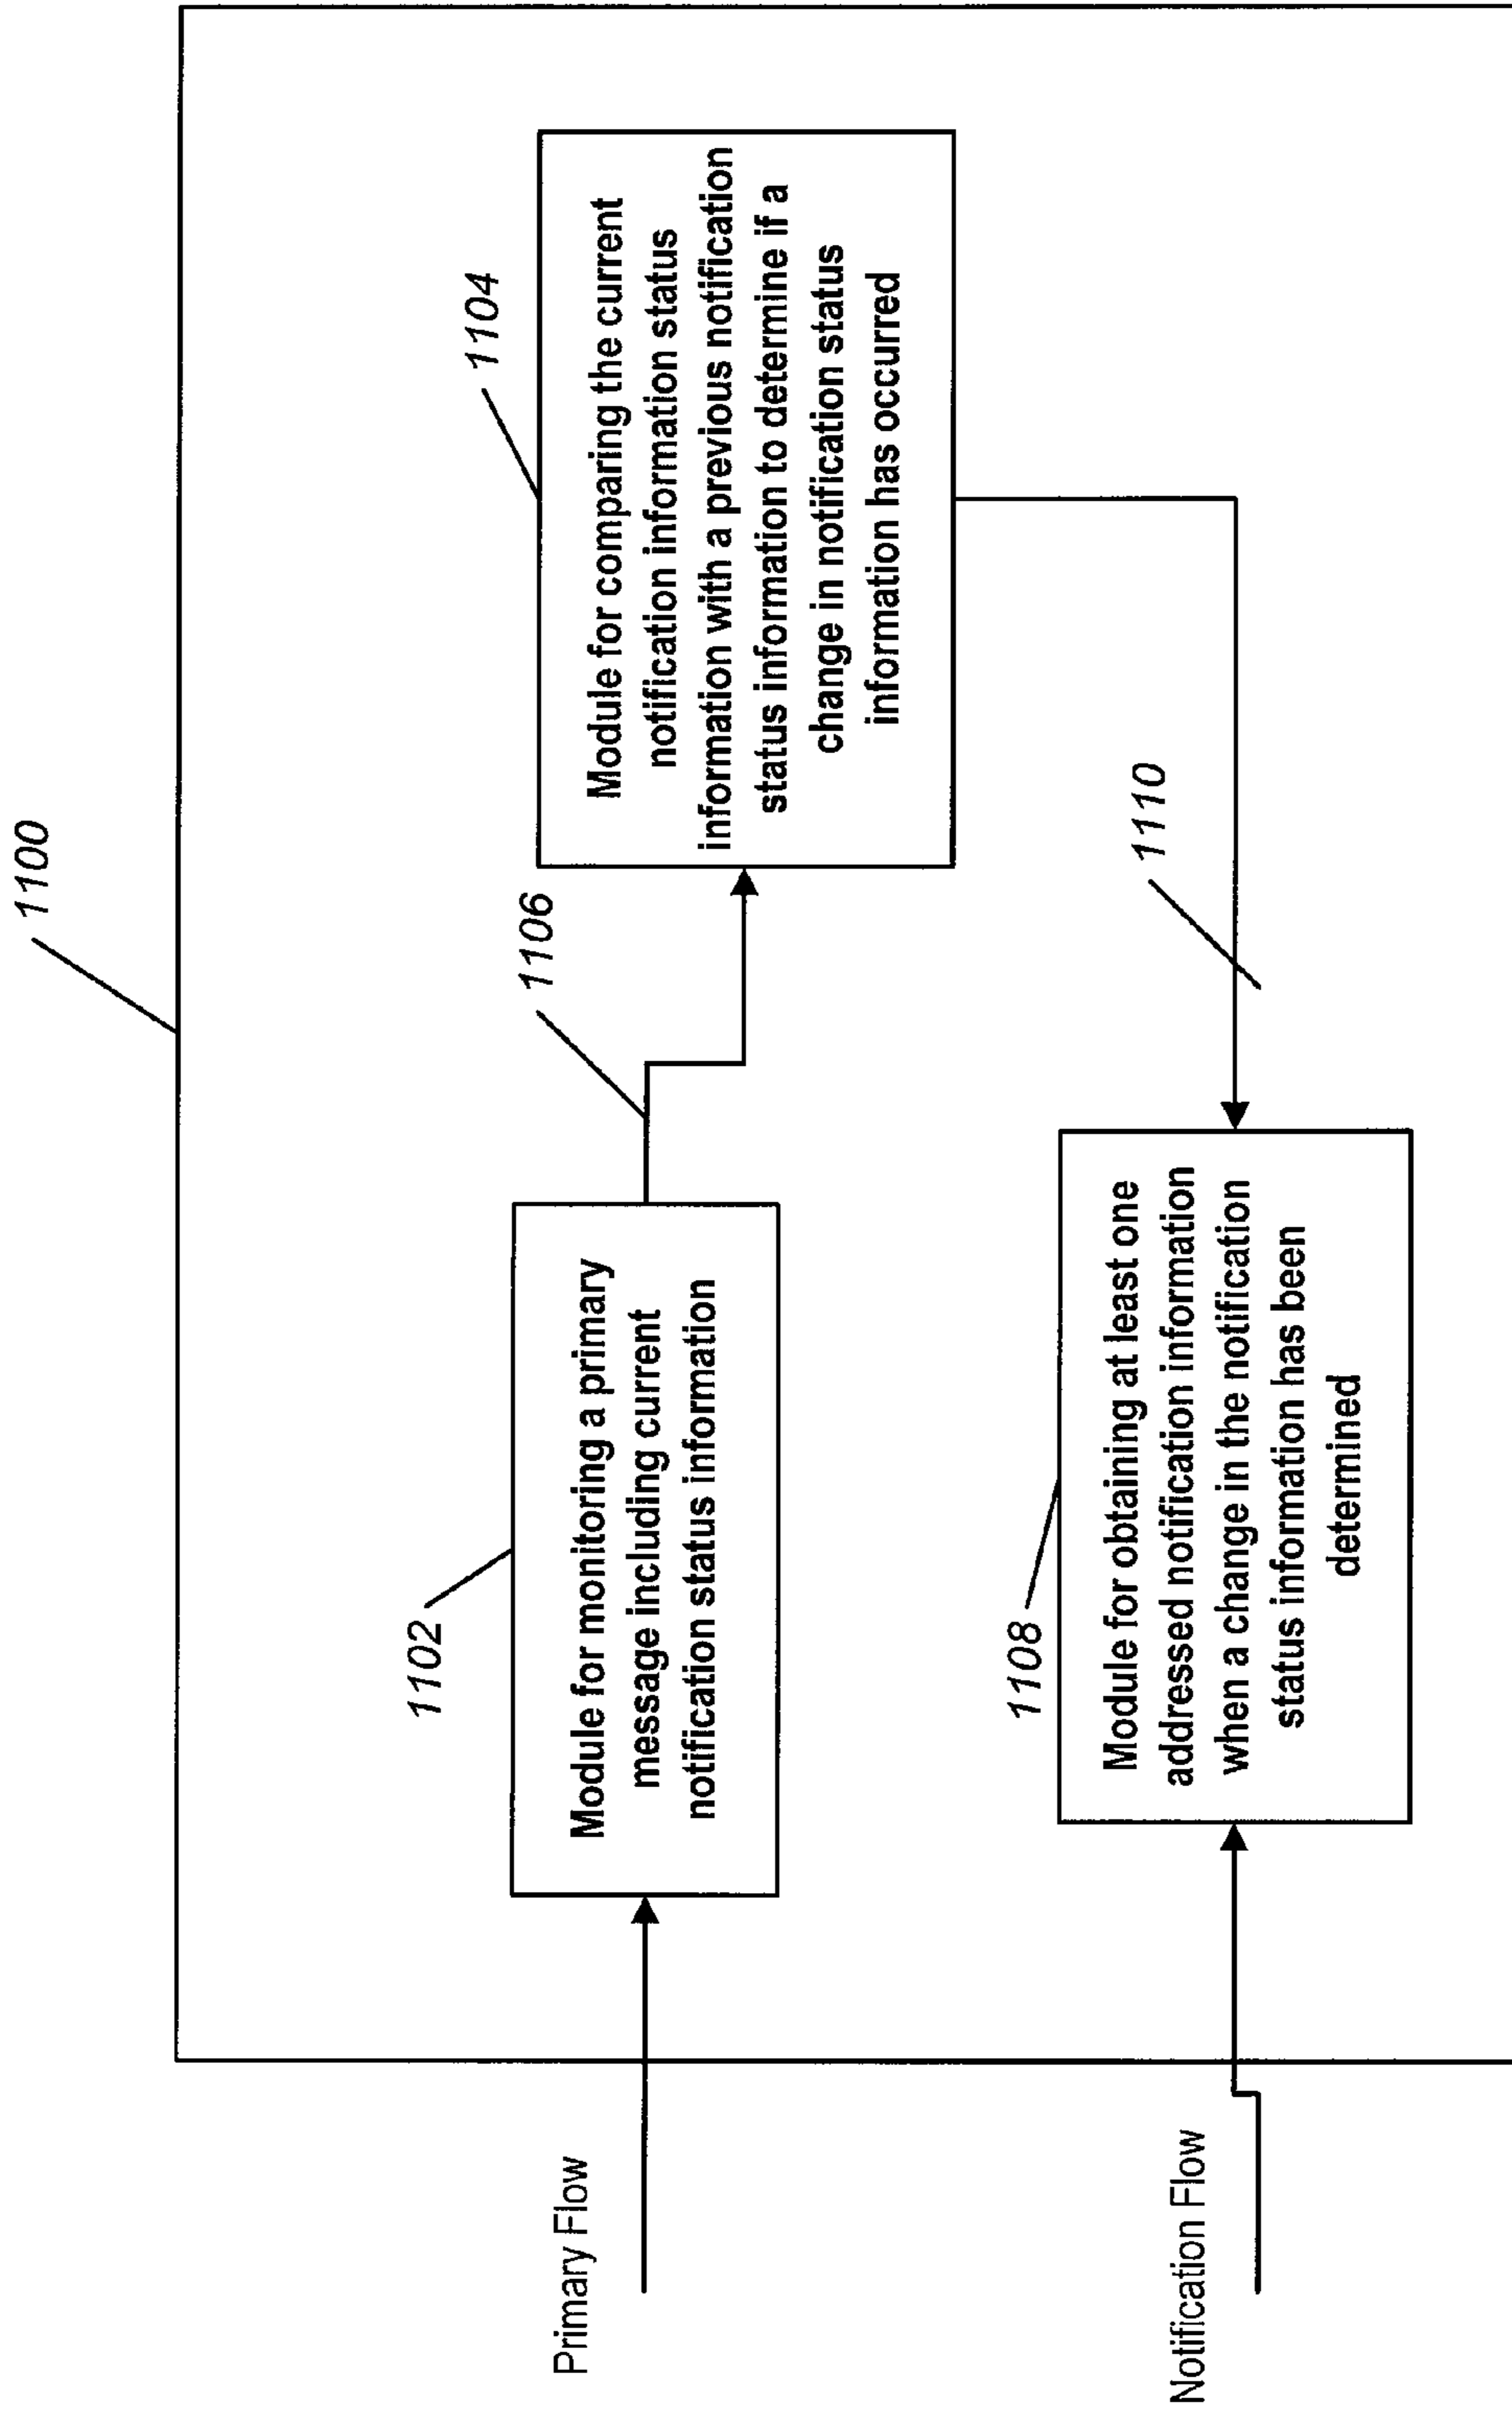 1100
1102
Module for monitoring a primary
message including current
notification status information
1106
1104
Module for comparing the current
notification information status
information with a previous notification
status information to determine if a
change in notification status
information has occurred
Primary Flow
1108
Module for obtaining at least one
addressed notification information
when a change in the notification
status information has been
determined
1110
Notification Flow